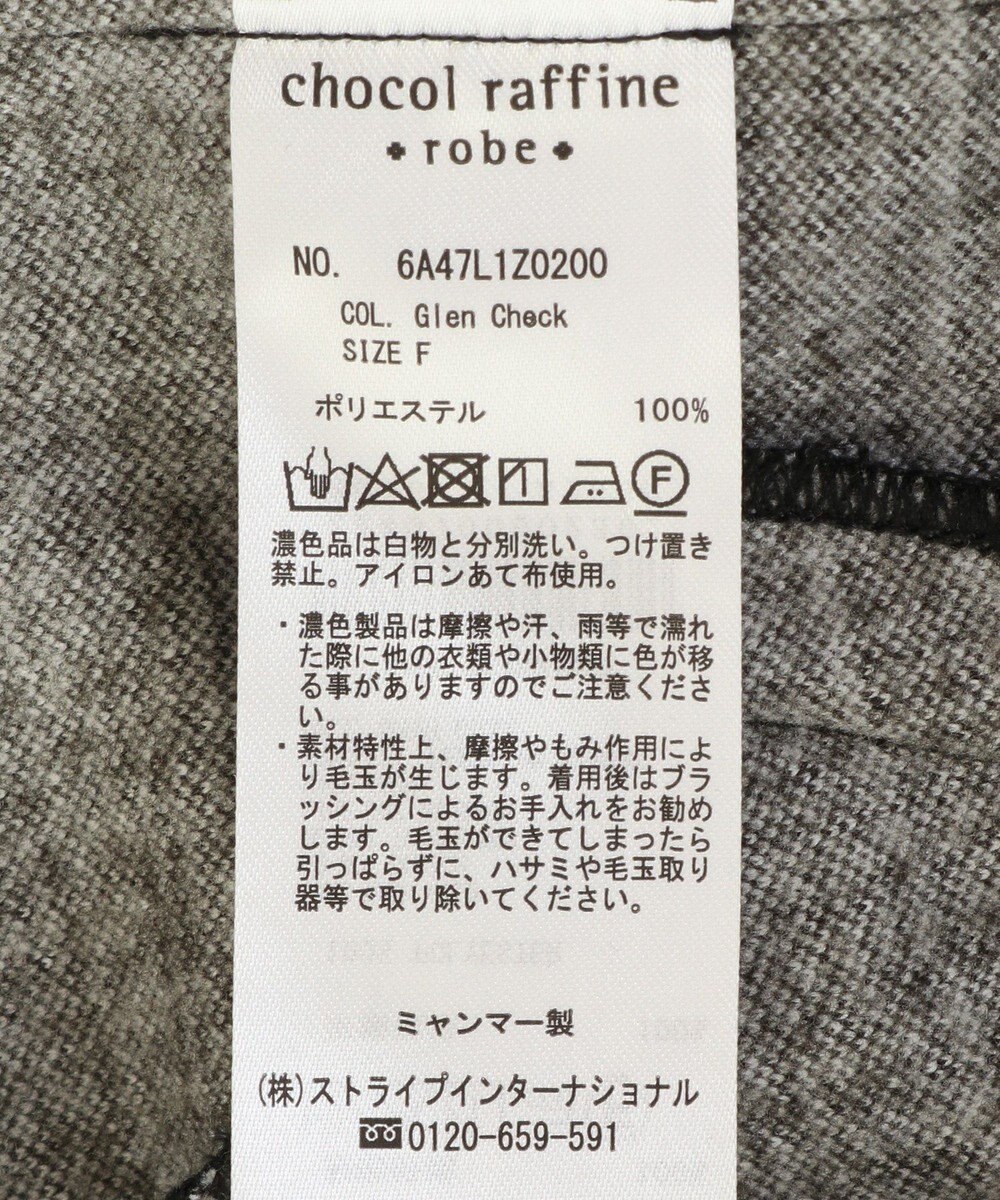 chocol raffine
robe
NO. 6A47L1Z0200
COL. Glen Check
SIZE F
ポリエステル 100%
F
濃色品は白物と分別洗い。つけ置き
禁止。アイロンあて布使用。
・濃色製品は摩擦や汗、雨等で濡れ
た際に他の衣類や小物類に色が移
る事がありますのでご注意くださ
い。
・素材特性上、摩擦やもみ作用によ
り毛玉が生じます。着用後はブラ
ッシングによるお手入れをお勧め
します。毛玉ができてしまったら
引っぱらずに、ハサミや毛玉取り
器等で取り除いてください。
ミャンマー製
(株)ストライプインターナショナル
0120-659-591